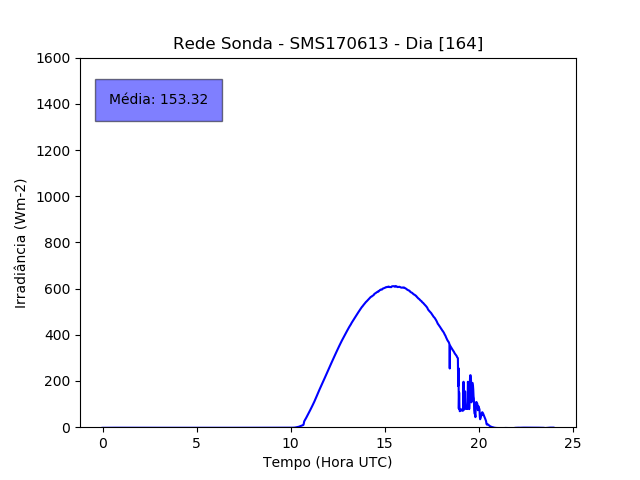 Rede Sonda - SMS170613 - Dia [164]
1600
1400
1200
1000
800
600
400
200
0
Irradiância (Wm-2)
Média: 153.32
0 5 10 15 20 25
Tempo (Hora UTC)